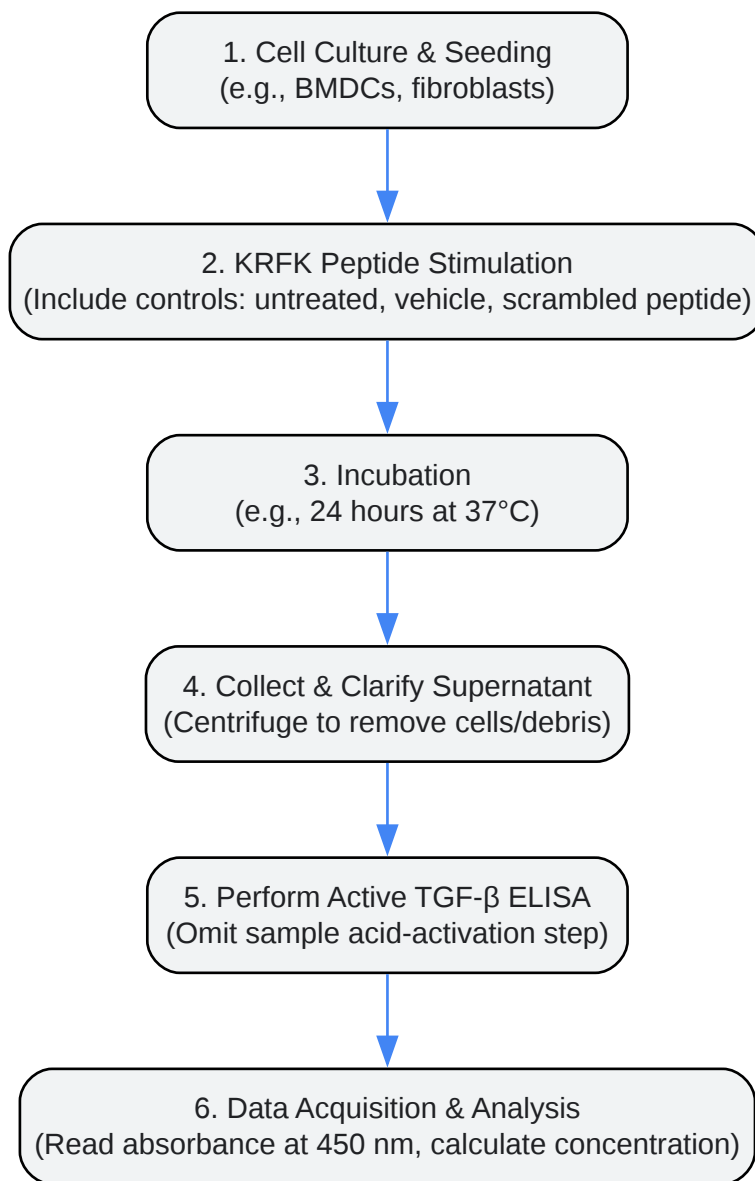 1. Cell Culture & Seeding
(e.g., BMDCs, fibroblasts)
2. KRFK Peptide Stimulation
(Include controls: untreated, vehicle, scrambled peptide)
3. Incubation
(e.g., 24 hours at 37°C)
4. Collect & Clarify Supernatant
(Centrifuge to remove cells/debris)
5. Perform Active TGF-β ELISA
(Omit sample acid-activation step)
6. Data Acquisition & Analysis
(Read absorbance at 450 nm, calculate concentration)